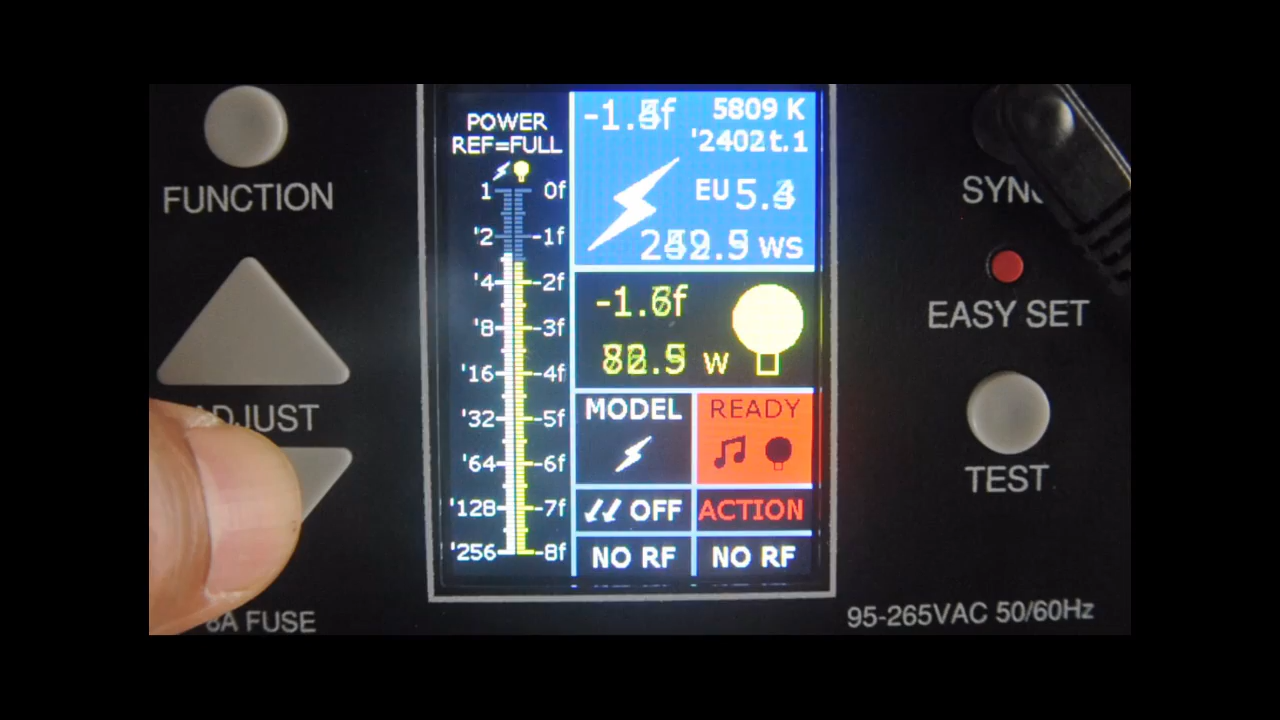 FUNCTION
ADJUST
FUSE
POWER
REF=FULL
1 0f
'2 -1f
'4 -2f
'8 -3f
'16 -4f
'32 -5f
'64 -6f
'128 -7f
'256 -8f
5809 K
'2402t.1
EU
ws
w
MODEL
READY
OFF
ACTION
NO RF
NO RF
EASY SET
TEST
95-265VAC 50/60Hz